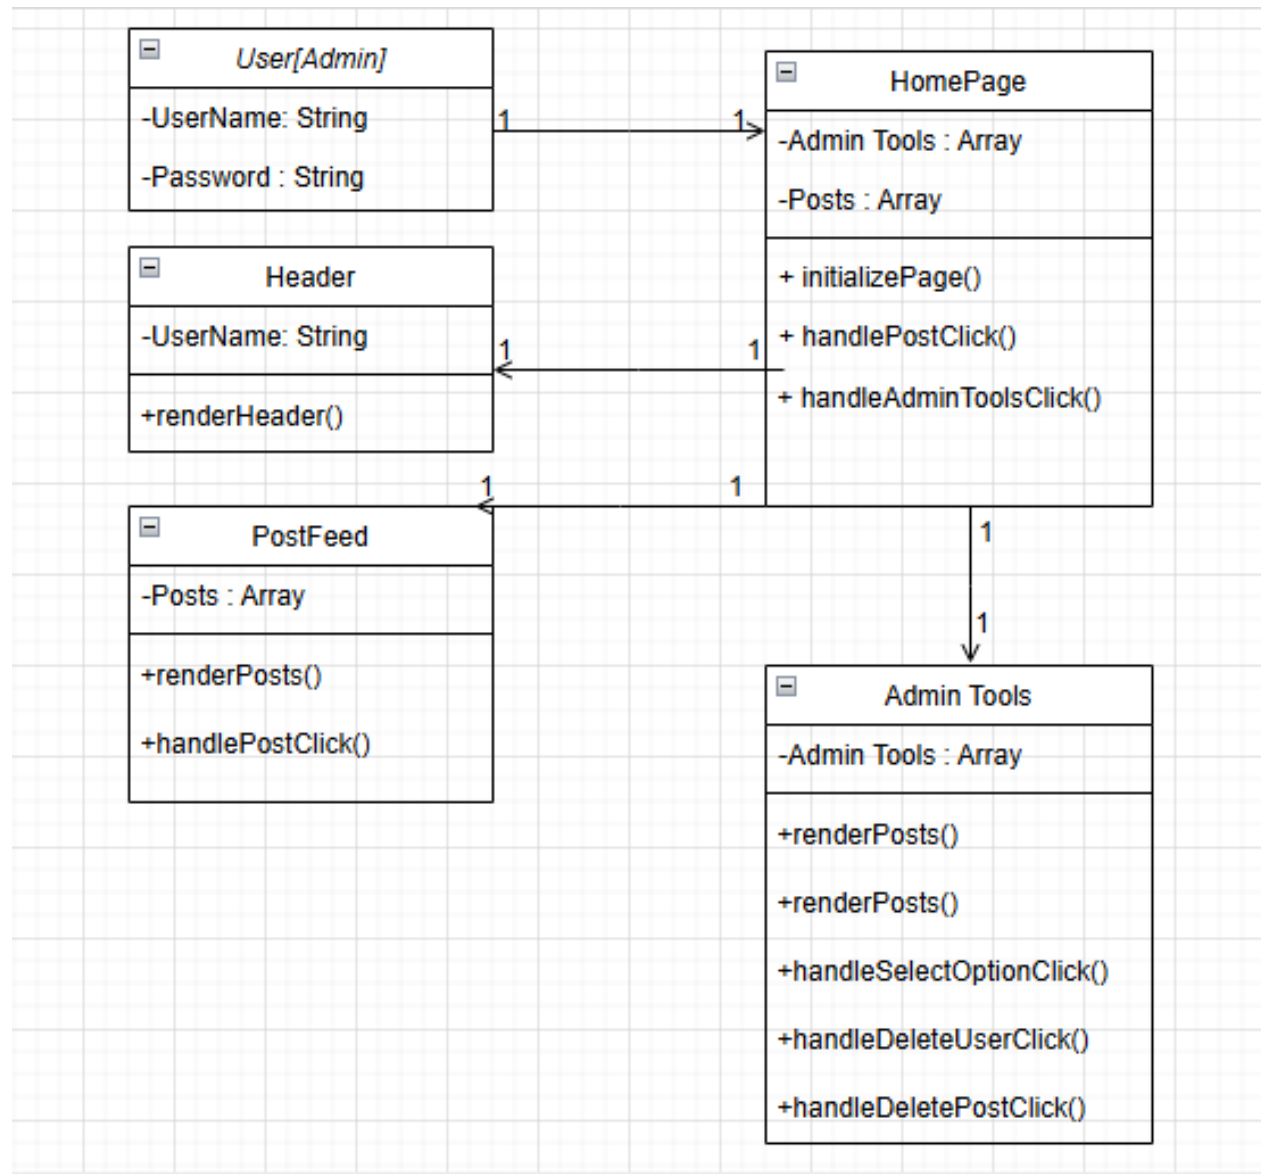 User[Admin]
-UserName: String
-Password : String
1
1
HomePage
-Admin Tools : Array
-Posts : Array
+ initializePage()
+ handlePostClick()
+ handleAdminToolsClick()
Header
-UserName: String
+renderHeader()
1
1
1
1
PostFeed
-Posts : Array
+renderPosts()
+handlePostClick()
1
1
Admin Tools
-Admin Tools : Array
+renderPosts()
+renderPosts()
+handleSelectOptionClick()
+handleDeleteUserClick()
+handleDeletePostClick()